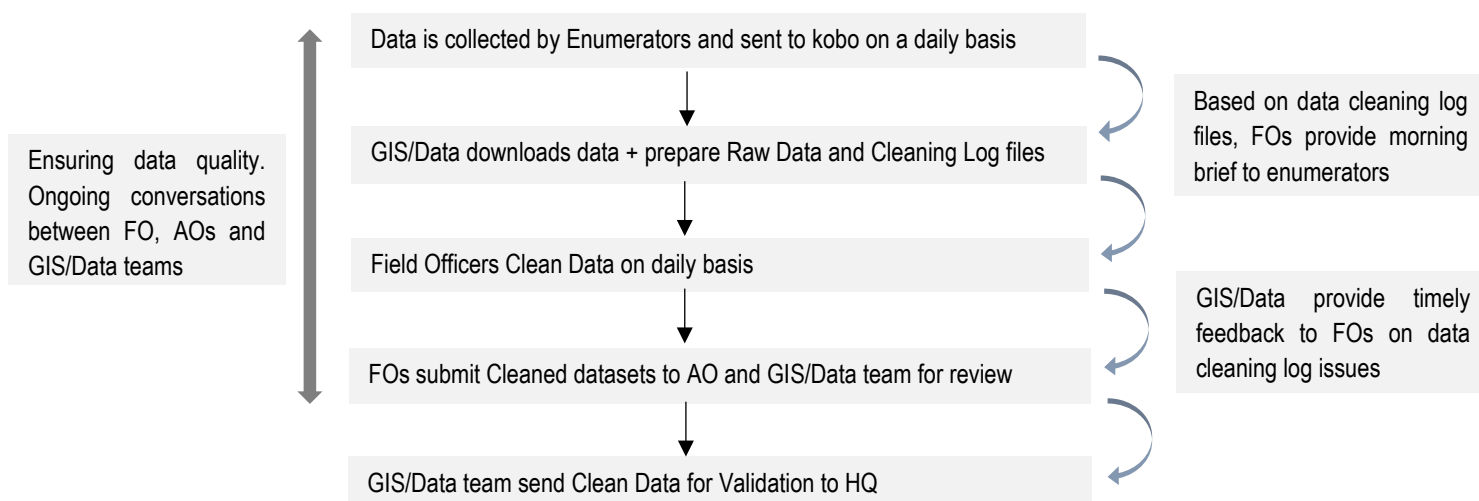 Data is collected by Enumerators and sent to kobo on a daily basis
GIS/Data downloads data + prepare Raw Data and Cleaning Log files
Field Officers Clean Data on daily basis
FOs submit Cleaned datasets to AO and GIS/Data team for review
GIS/Data team send Clean Data for Validation to HQ
Ensuring data quality.
Ongoing conversations
between FO, AOs and
GIS/Data teams
Based on data cleaning log
files, FOs provide morning
brief to enumerators
GIS/Data provide timely
feedback to FOs on data
cleaning log issues